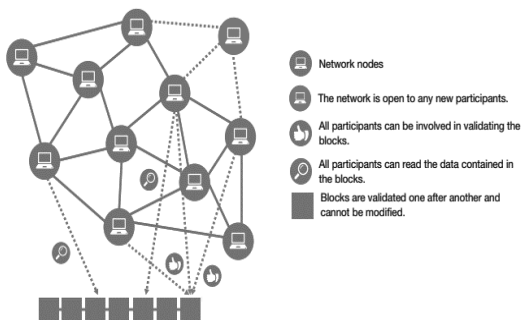 Network nodes
The network is open to any new participants.
All participants can be involved in validating the
blocks.
All participants can read the data contained in
the blocks.
Blocks are validated one after another and
cannot be modified.